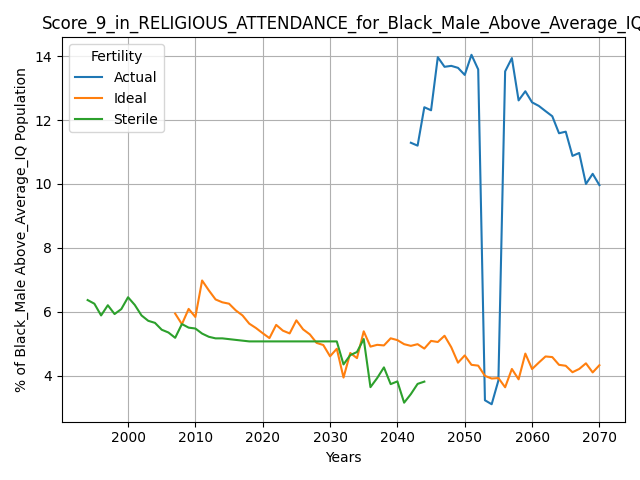 Score_9_in_RELIGIOUS_ATTENDANCE_for_Black_Male_Above_Average_IQ
Fertility
Actual
Ideal
Sterile
% of Black_Male Above_Average_IQ Population
14
12
10
8
6
4
2000 2010 2020 2030 2040 2050 2060 2070
Years